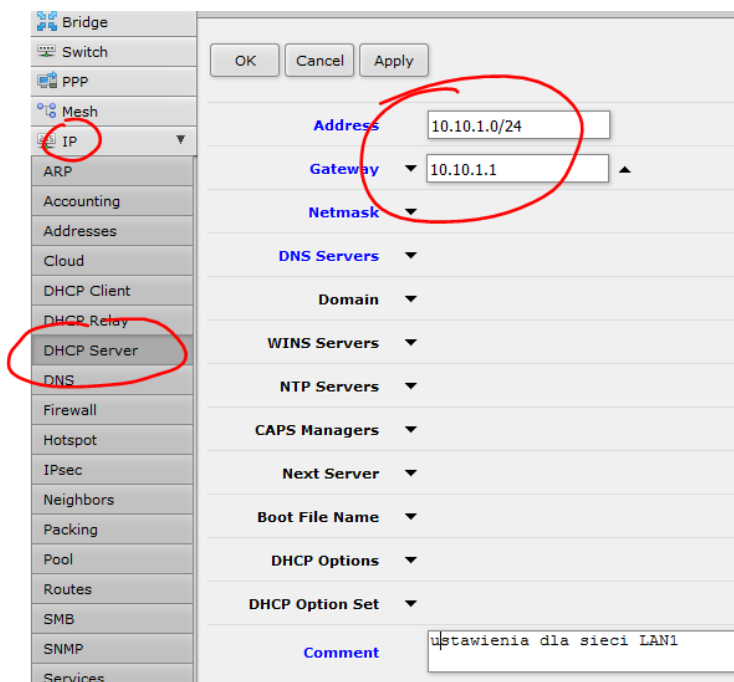 Bridge
Switch
PPP
Mesh
IP
ARP
Accounting
Addresses
Cloud
DHCP Client
DHCP Relay
DHCP Server
DNS
Firewall
Hotspot
IPsec
Neighbors
Packing
Pool
Routes
SMB
SNMP
Services
OK Cancel Apply
Address 10.10.1.0/24
Gateway 10.10.1.1
Netmask
DNS Servers
Domain
WINS Servers
NTP Servers
CAPS Managers
Next Server
Boot File Name
DHCP Options
DHCP Option Set
Comment ustawienia dla sieci LAN1